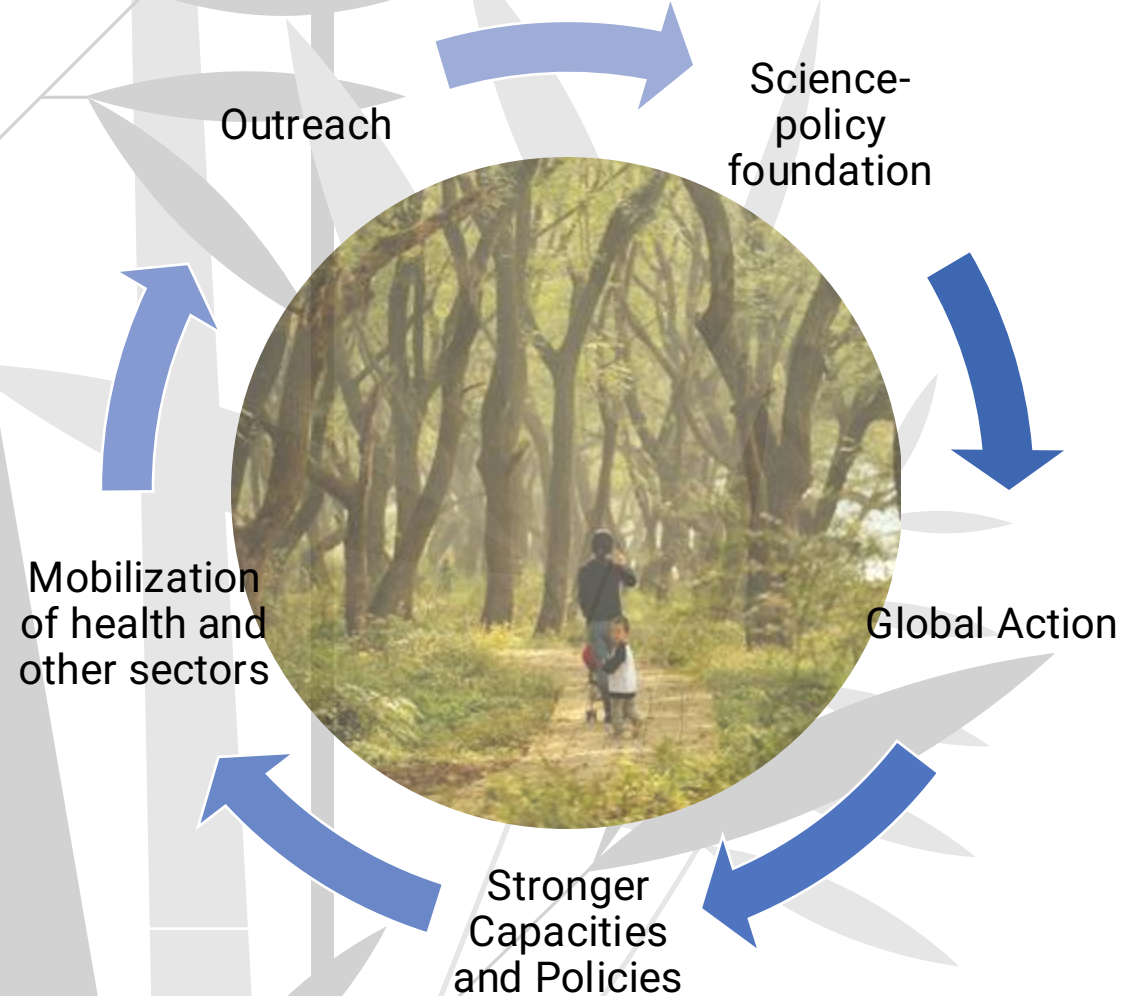 Outreach
Science-
policy
foundation
Global Action
Stronger
Capacities
and Policies
Mobilization
of health and
other sectors